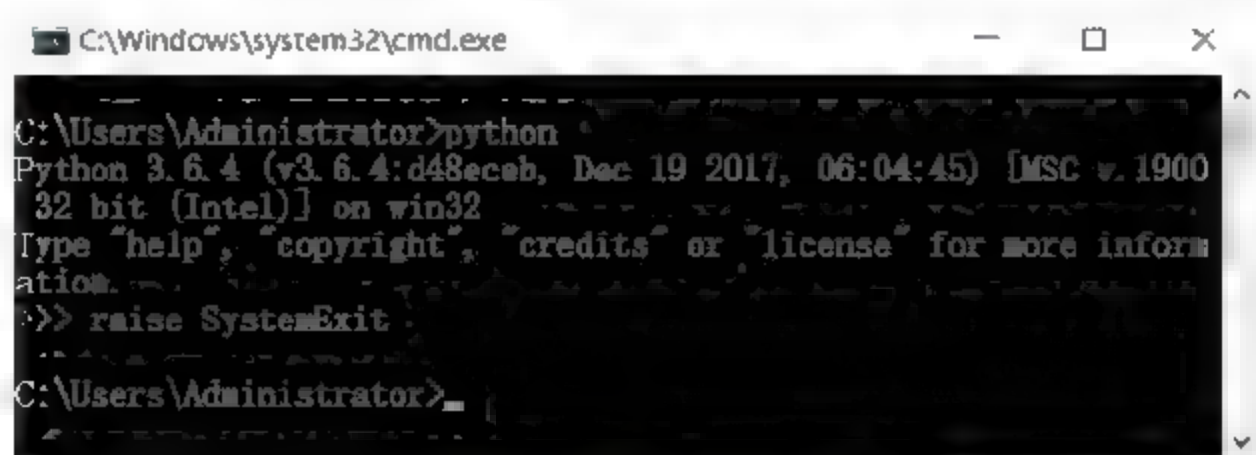 C:\Windows\system32\cmd.exe
C:\Users\Administrator>python
Python 3.6.4 (v3.6.4:d48eceb, Dec 19 2017, 06:04:45) [MSC v.1900
32 bit (Intel)] on win32
Type "help", "copyright", "credits" or "license" for more inform
ation.
>>> raise SystemExit
C:\Users\Administrator>_